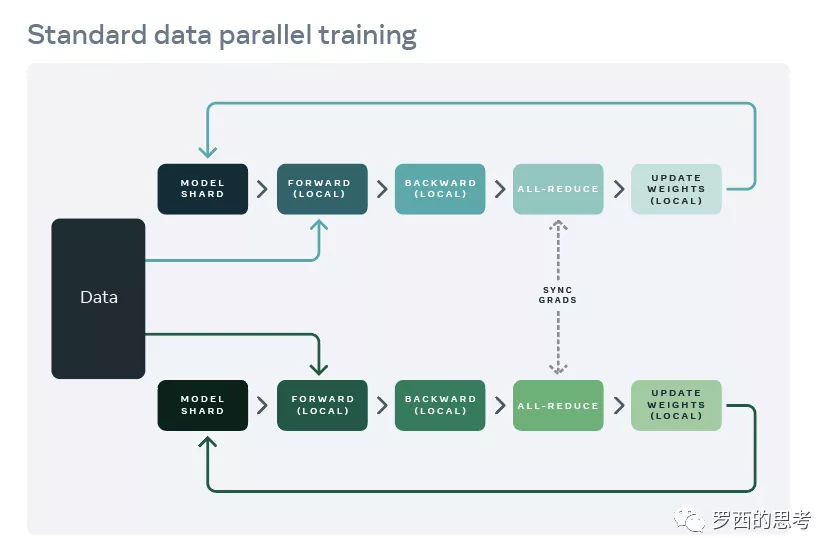 Standard data parallel training
MODEL
SHARD
FORWARD
(LOCAL)
BACKWARD
(LOCAL)
ALL-REDUCE
UPDATE
WEIGHTS
(LOCAL)
Data
SYNC
GRADS
MODEL
SHARD
FORWARD
(LOCAL)
BACKWARD
(LOCAL)
ALL-REDUCE
UPDATE
WEIGHTS
(LOCAL)
罗西的思考